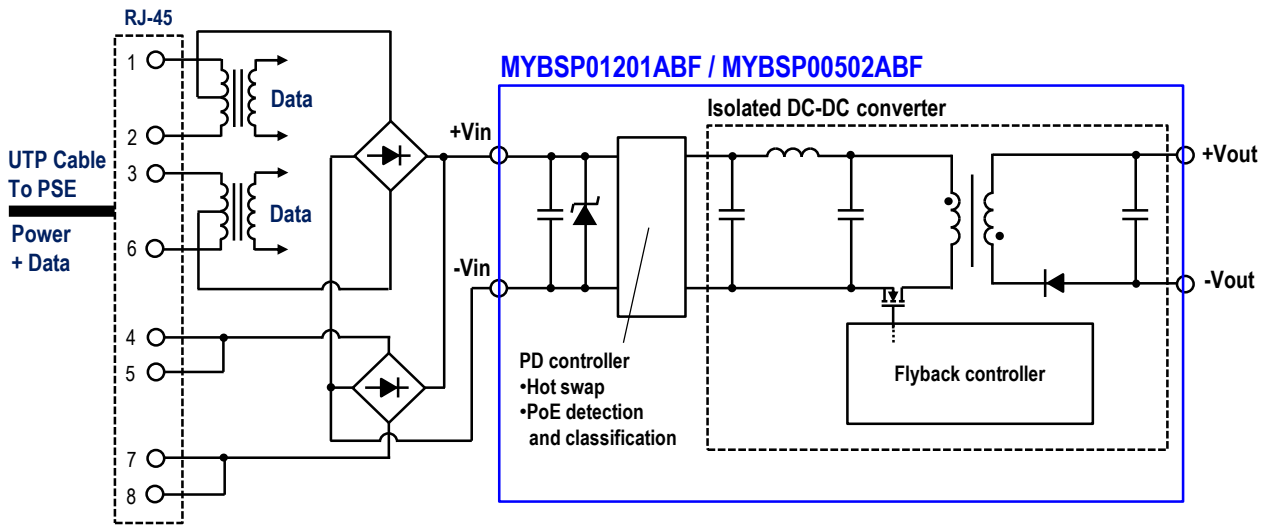 RJ-45
1
2
3
6
4
5
7
8
UTP Cable
To PSE
Power
+ Data
Data
Data
+Vin
-Vin
MYBSP01201ABF / MYBSP00502ABF
Isolated DC-DC converter
PD controller
•Hot swap
•PoE detection
and classification
Flyback controller
+Vout
-Vout